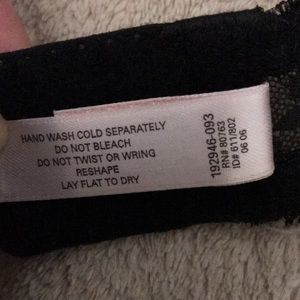 HAND WASH COLD SEPARATELY
DO NOT BLEACH
DO NOT TWIST OR WRING
RESHAPE
LAY FLAT TO DRY
192946-093
RN# 80763
ID# 611/802
06 06